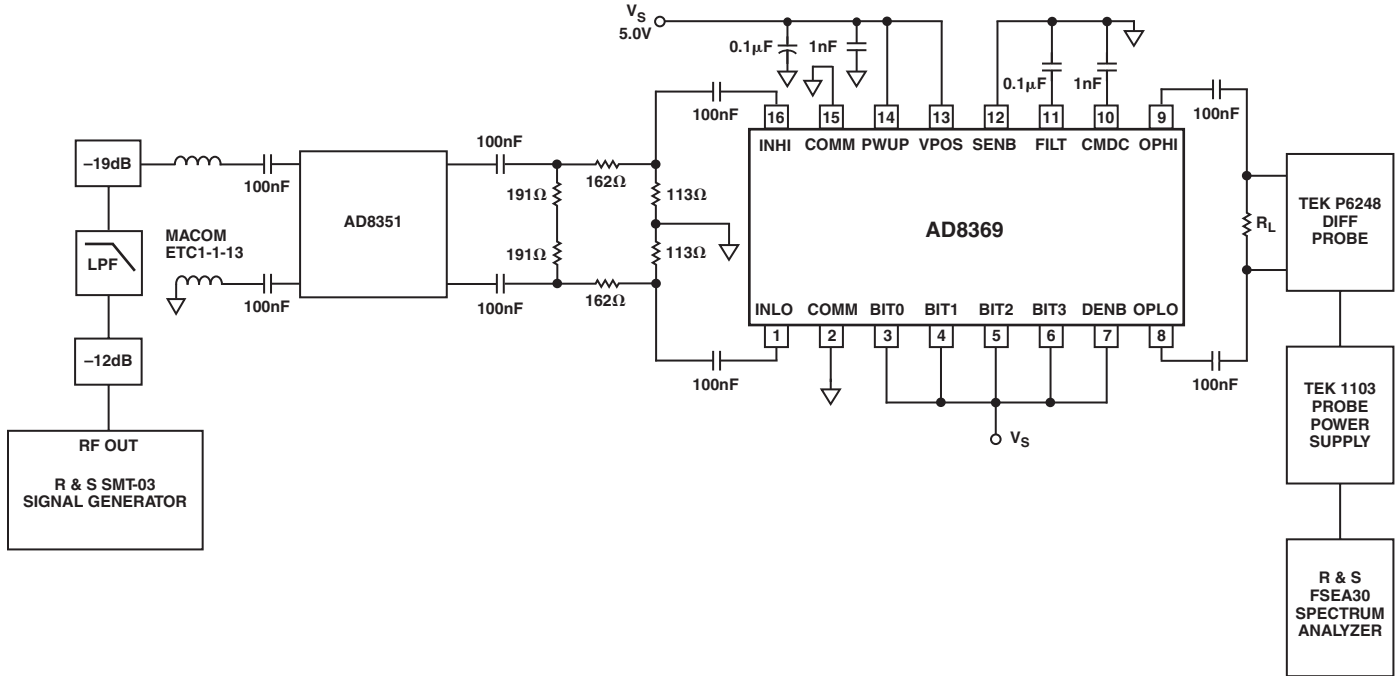 VS
5.0V
0.1µF
1nF
0.1µF
1nF
100nF
100nF
16
15
14
13
12
11
10
9
INHI
COMM
PWUP
VPOS
SENB
FILT
CMDC
OPHI
–19dB
100nF
100nF
162Ω
191Ω
113Ω
AD8351
AD8369
RL
TEK P6248
DIFF
PROBE
MACOM
ETC1-1-13
LPF
191Ω
113Ω
100nF
100nF
162Ω
INLO
COMM
BIT0
BIT1
BIT2
BIT3
DENB
OPLO
1
2
3
4
5
6
7
8
100nF
100nF
–12dB
VS
TEK 1103
PROBE
POWER
SUPPLY
RF OUT
R & S SMT-03
SIGNAL GENERATOR
R & S
FSEA30
SPECTRUM
ANALYZER